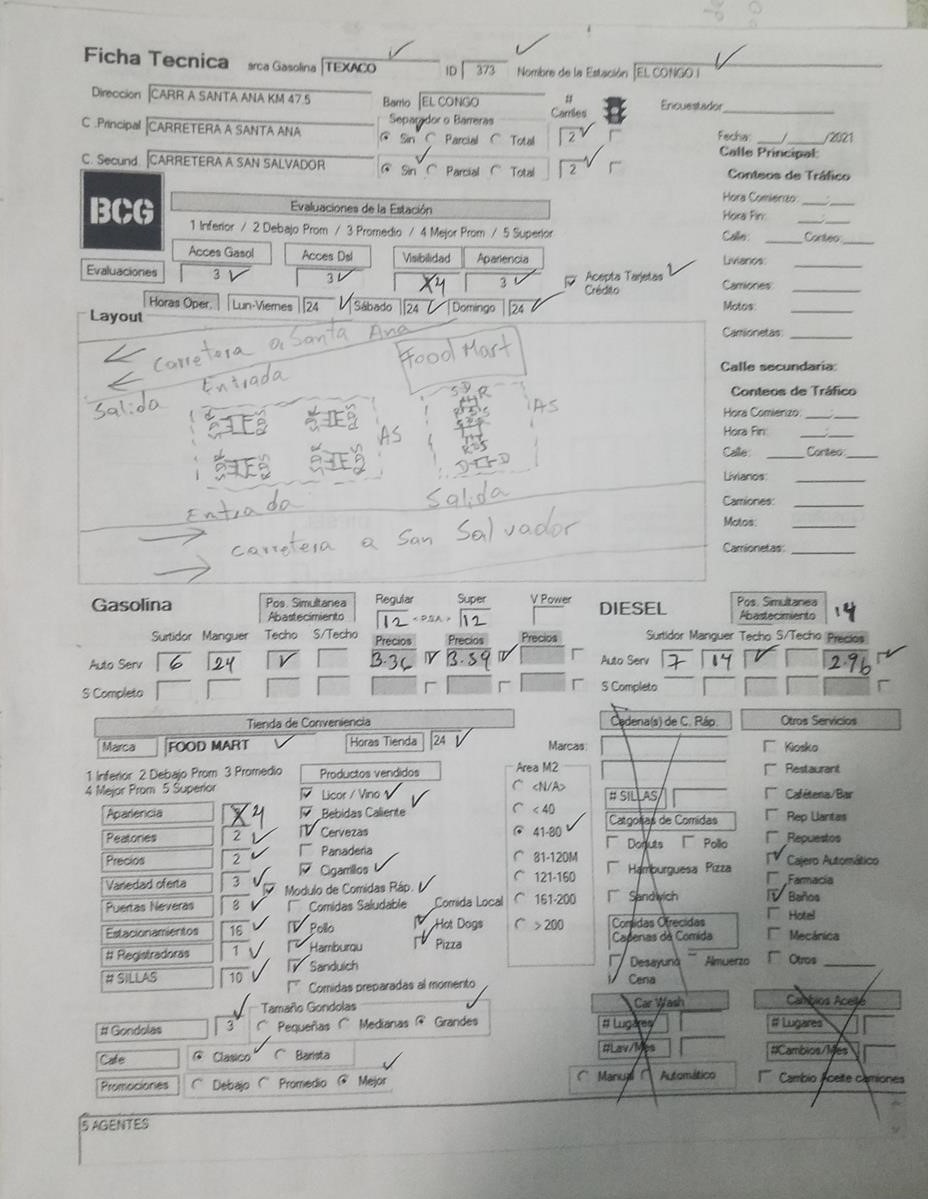 Ficha Tecnica arca Gasolina TEXACO ID 373 Nombre de la Estación EL CONGO I
Direccion CARR A SANTA ANA KM 47.5 Barrio EL CONGO # Carriles Encuestador
C .Principal CARRETERA A SANTA ANA Separador o Barreras Sin Parcial Total 2 Fecha: __/__/2021
C. Secund. CARRETERA A SAN SALVADOR Sin Parcial Total 2
Calle Principal:
Conteos de Tráfico
Hora Comienzo: __:__
Hora Fin: __:__
Calle: Conteo:
Livianos:
Camiones:
Motos:
Camionetas:
Calle secundaria:
Conteos de Tráfico
Hora Comienzo: __:__
Hora Fin: __:__
Calle: Conteo:
Livianos:
Camiones:
Motos:
Camionetas:
BCG
Evaluaciones de la Estación
1 Inferior / 2 Debajo Prom / 3 Promedio / 4 Mejor Prom / 5 Superior
Acces Gasol Acces Dsl Visibilidad Apariencia
Evaluaciones 3 3 4 3 Acepta Tarjetas Crédito
Horas Oper. Lun-Viernes 24 Sábado 24 Domingo 24
Layout
Carretera a Santa Ana
Food Mart
Entrada
Salida
AS
AS
Entrada
Salida
Carretera a San Salvador
Gasolina Pos. Simultanea Abastecimiento Regular 12 Super 12 V Power
Surtidor Manguer Techo S/Techo Precios Precios Precios
Auto Serv 6 24 3.36 3.59
S Completo
DIESEL Pos. Simultanea Abastecimiento 14
Surtidor Manguer Techo S/Techo Precios
Auto Serv 7 14 2.96
S Completo
Tienda de Conveniencia
Marca FOOD MART Horas Tienda 24
1 Inferior 2 Debajo Prom 3 Promedio
4 Mejor Prom 5 Superior
Apariencia 4
Peatones 2
Precios 2
Variedad oferta 3
Puertas Neveras 8
Estacionamientos 16
# Registradoras 1
# SILLAS 10
Productos vendidos
Licor / Vino
Bebidas Caliente
Cervezas
Panaderia
Cigarrillos
Modulo de Comidas Ráp.
Comidas Saludable Comida Local
Pollo Hot Dogs
Hamburqu Pizza
Sanduich
Comidas preparadas al momento
Area M2
<N/A>
< 40
41-80
81-120M
121-160
161-200
> 200
# Gondolas 3 Tamaño Gondolas Pequeñas Medianas Grandes
Cafe Clasico Barista
Promociones Debajo Promedio Mejor
Cadena(s) de C. Ráp.
Marcas:
# SILLAS
Catgorias de Comidas
Donuts Pollo
Hamburguesa Pizza
Sandwich
Comidas Ofrecidas
Cadenas de Comida
Desayuno Almuerzo
Cena
Otros Servicios
Kiosko
Restaurant
Cafétería/Bar
Rep Llantas
Repuestos
Cajero Automático
Farmacia
Baños
Hotel
Mecánica
Otros
Car Wash
# Lugares
#Lav/Mes
Manual Automático
Cambios Aceite
# Lugares
#Cambios/Mes
Cambio Aceite camiones
5 AGENTES